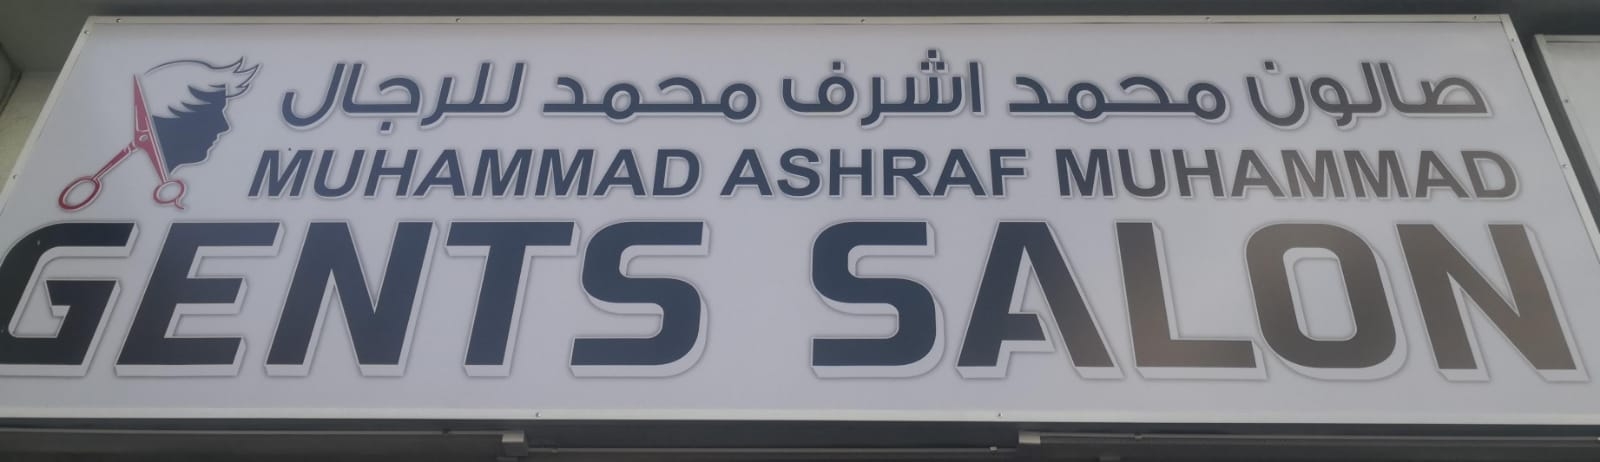 صالون محمد اشرف محمد للرجال
MUHAMMAD ASHRAF MUHAMMAD
GENTS SALON